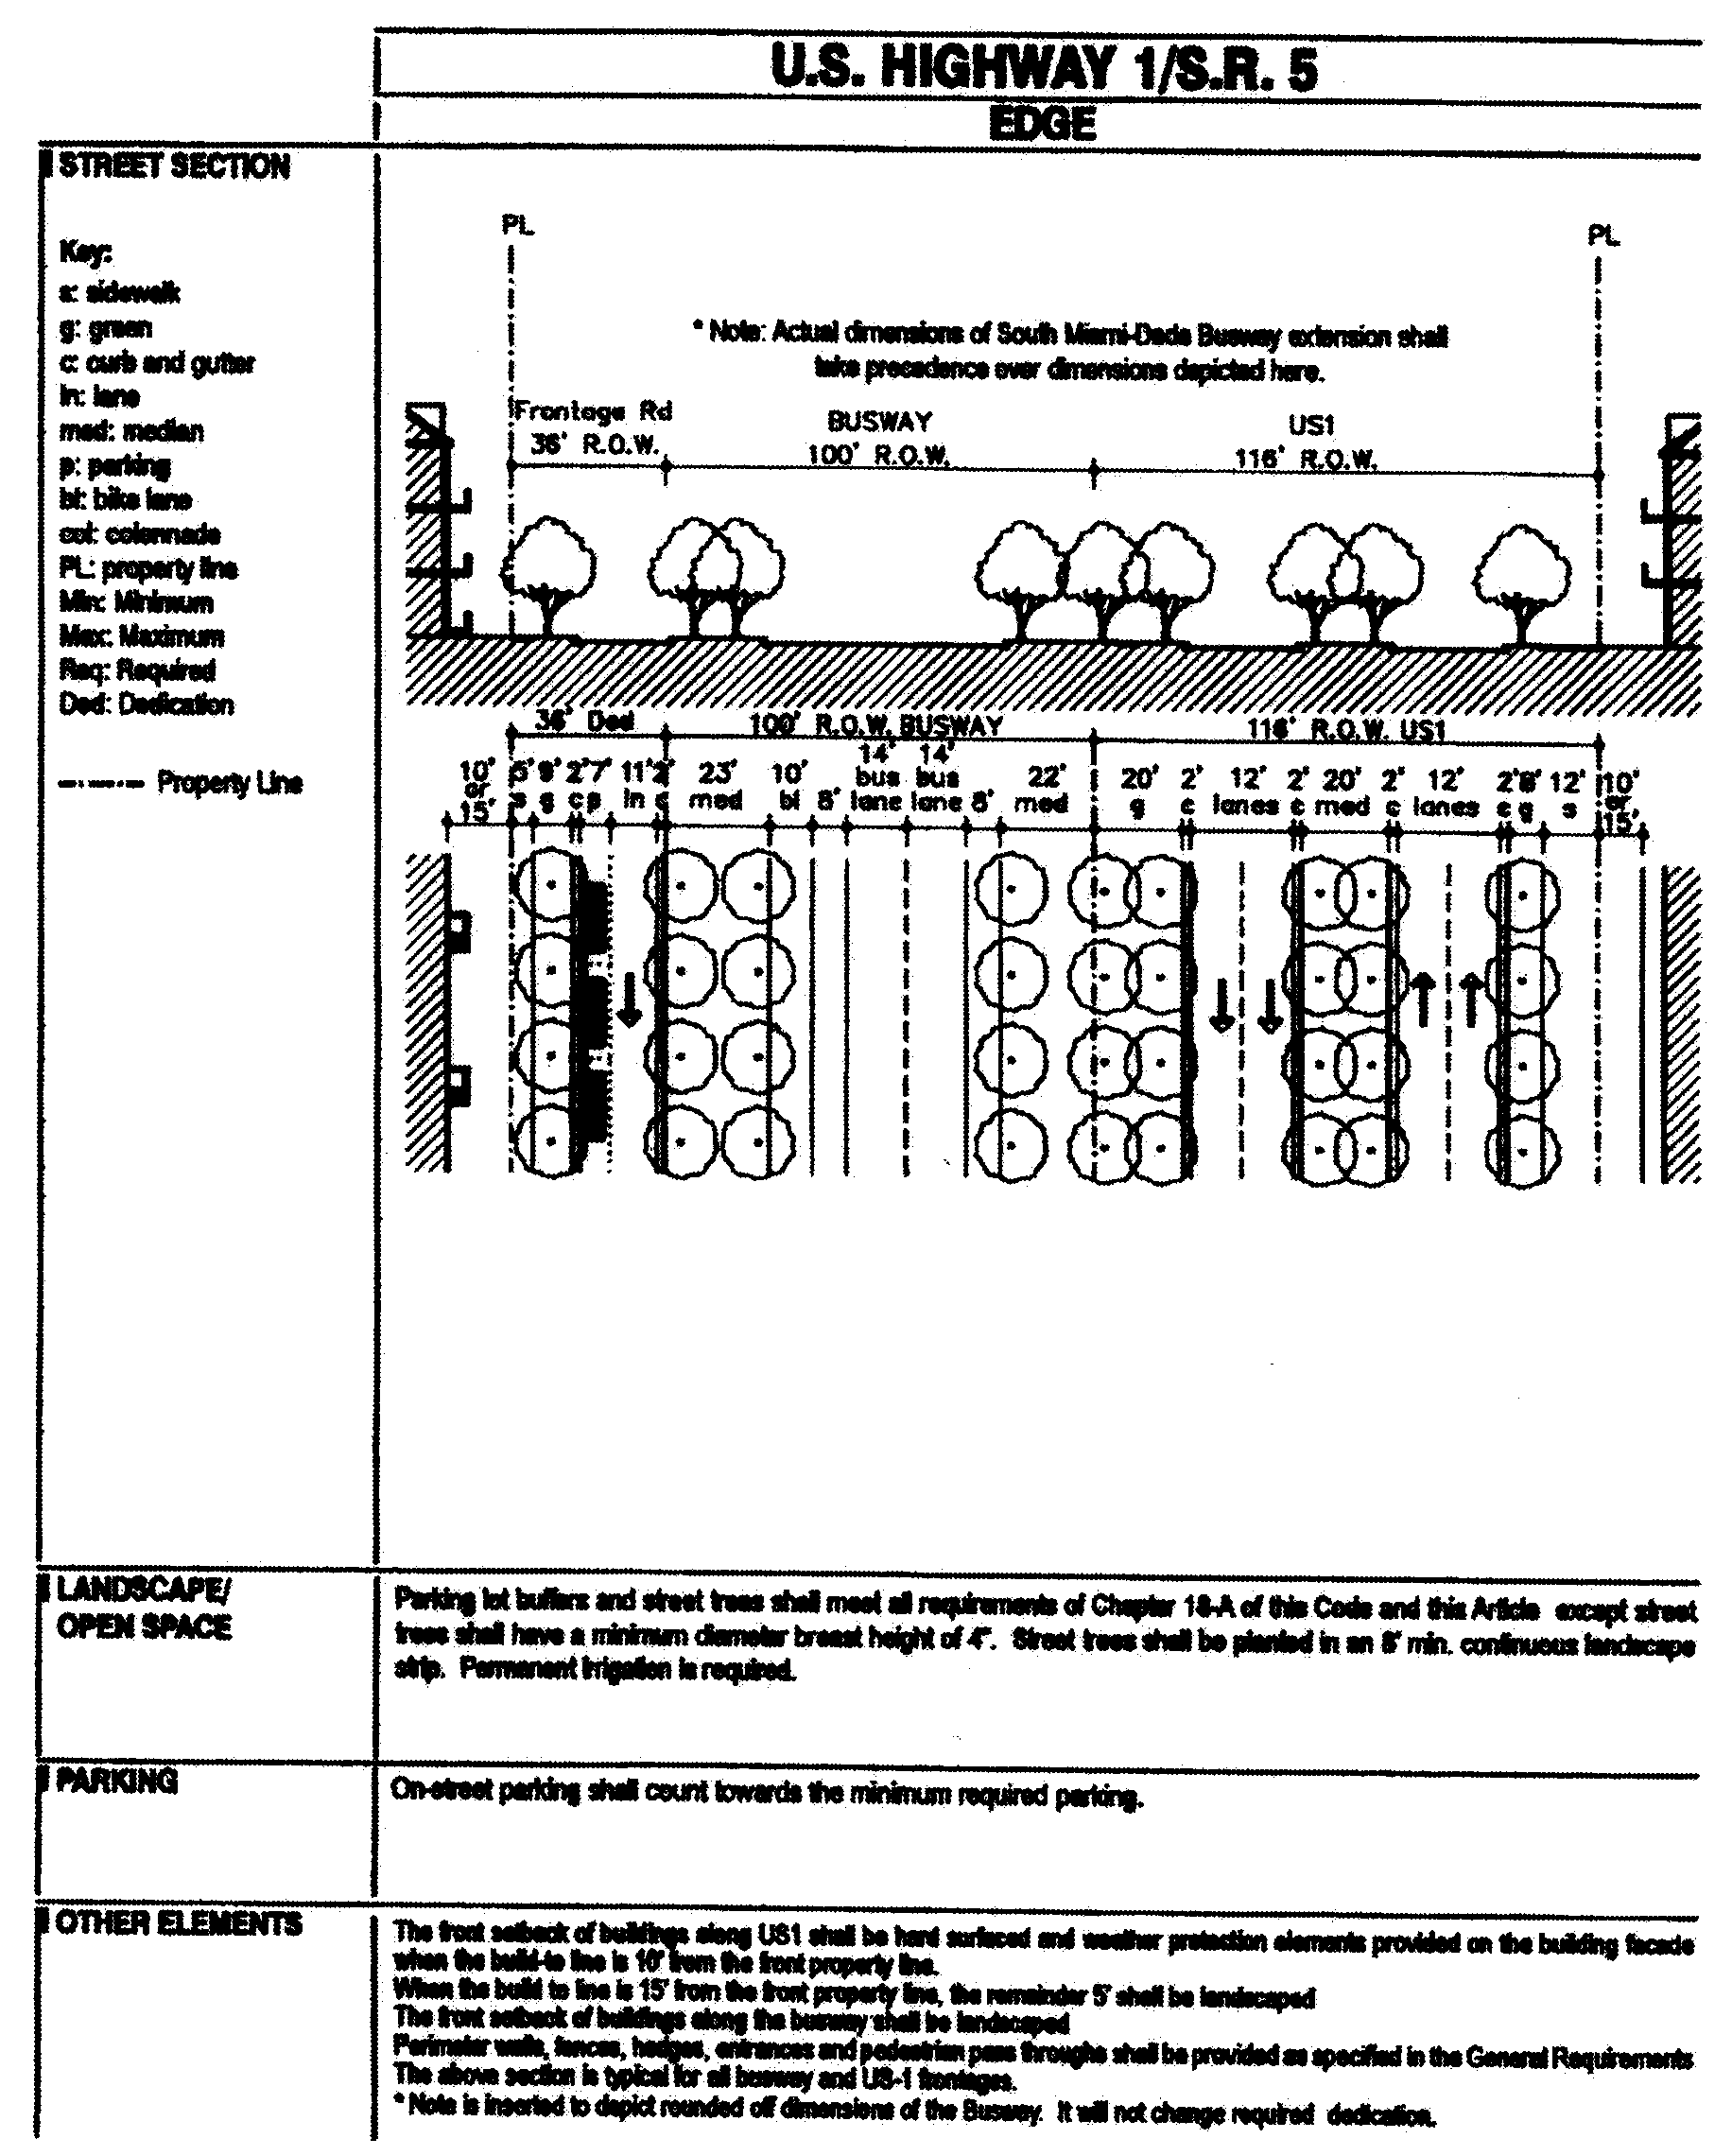 U.S. HIGHWAY 1/S.R. 5
EDGE
STREET SECTION
Key:
s: sidewalk
g: green
c: curb and gutter
ln: lane
med: median
p: parking
bl: bike lane
col: colonnade
PL: property line
Min: Minimum
Max: Maximum
Req: Required
Ded: Dedication
Property Line
PL
PL
* Note: Actual dimensions of South Miami-Dade Busway extension shall
take precedence over dimensions depicted here.
Frontage Rd
36' R.O.W.
BUSWAY
100' R.O.W.
US1
116' R.O.W.
36' Ded
100' R.O.W. BUSWAY
116' R.O.W. US1
10' or 15'
5' s
9' g
2' c
7' p
11' ln
2' c
23' med
10' bl
8'
14' bus lane
14' bus lane
8'
22' med
20' g
2' c
12' lanes
2' c
20' med
2' c
12' lanes
2' c
8' g
12' s
10' or 15'
LANDSCAPE/
OPEN SPACE
Parking lot buffers and street trees shall meet all requirements of Chapter 18-A of this Code and this Article except street
trees shall have a minimum diameter breast height of 4". Street trees shall be planted in an 8' min. continuous landscape
strip. Permanent irrigation is required.
PARKING
On-street parking shall count towards the minimum required parking.
OTHER ELEMENTS
The front setback of buildings along US1 shall be hard surfaced and weather protection elements provided on the building facade
when the build-to line is 10' from the front property line.
When the build to line is 15' from the front property line, the remainder 5' shall be landscaped
The front setback of buildings along the busway shall be landscaped
Perimeter walls, fences, hedges, entrances and pedestrian pass throughs shall be provided as specified in the General Requirements
The above section is typical for all busway and US-1 frontages.
* Note is inserted to depict rounded off dimensions of the Busway. It will not change required dedication.